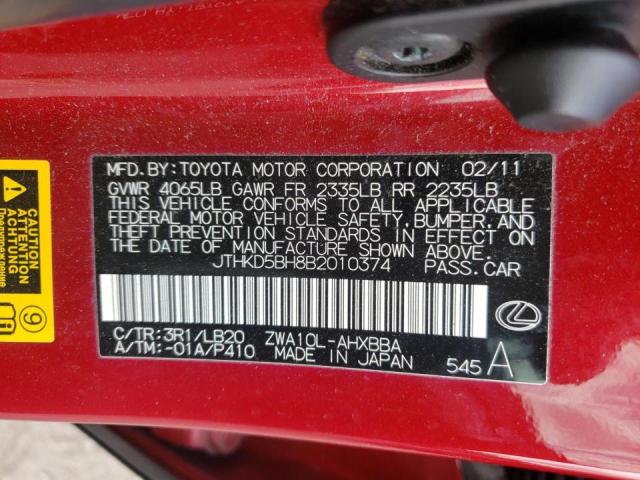 MFD.BY:TOYOTA MOTOR CORPORATION 02/11
GVWR 4065LB GAWR FR 2335LB RR 2235LB
THIS VEHICLE CONFORMS TO ALL APPLICABLE
FEDERAL MOTOR VEHICLE SAFETY, BUMPER, AND
THEFT PREVENTION STANDARDS IN EFFECT ON
THE DATE OF MANUFACTURE SHOWN ABOVE.
JTHKD5BH8B2010374 PASS.CAR
C/TR:3R1/LB20 ZWA10L-AHXBBA
A/TM:-01A/P410 MADE IN JAPAN
545 A
ATTENTION
ACHTUNG
9